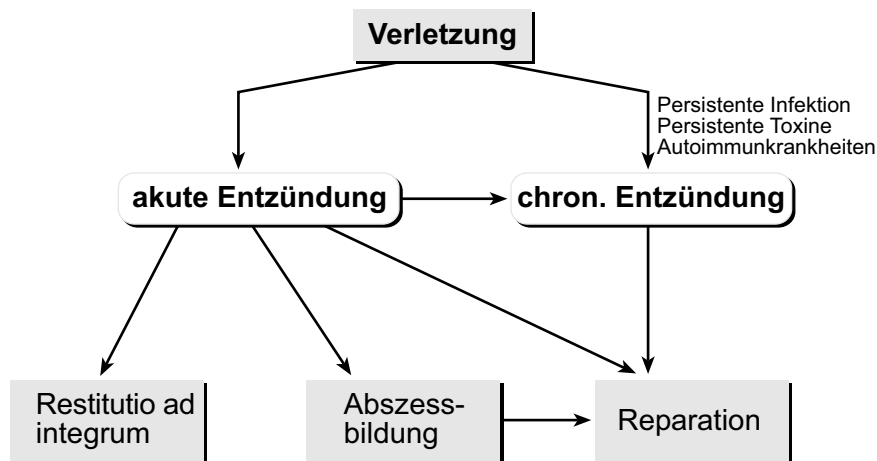 Verletzung
Persistente Infektion
Persistente Toxine
Autoimmunkrankheiten
akute Entzündung
chron. Entzündung
Restitutio ad
integrum
Abszess-
bildung
Reparation